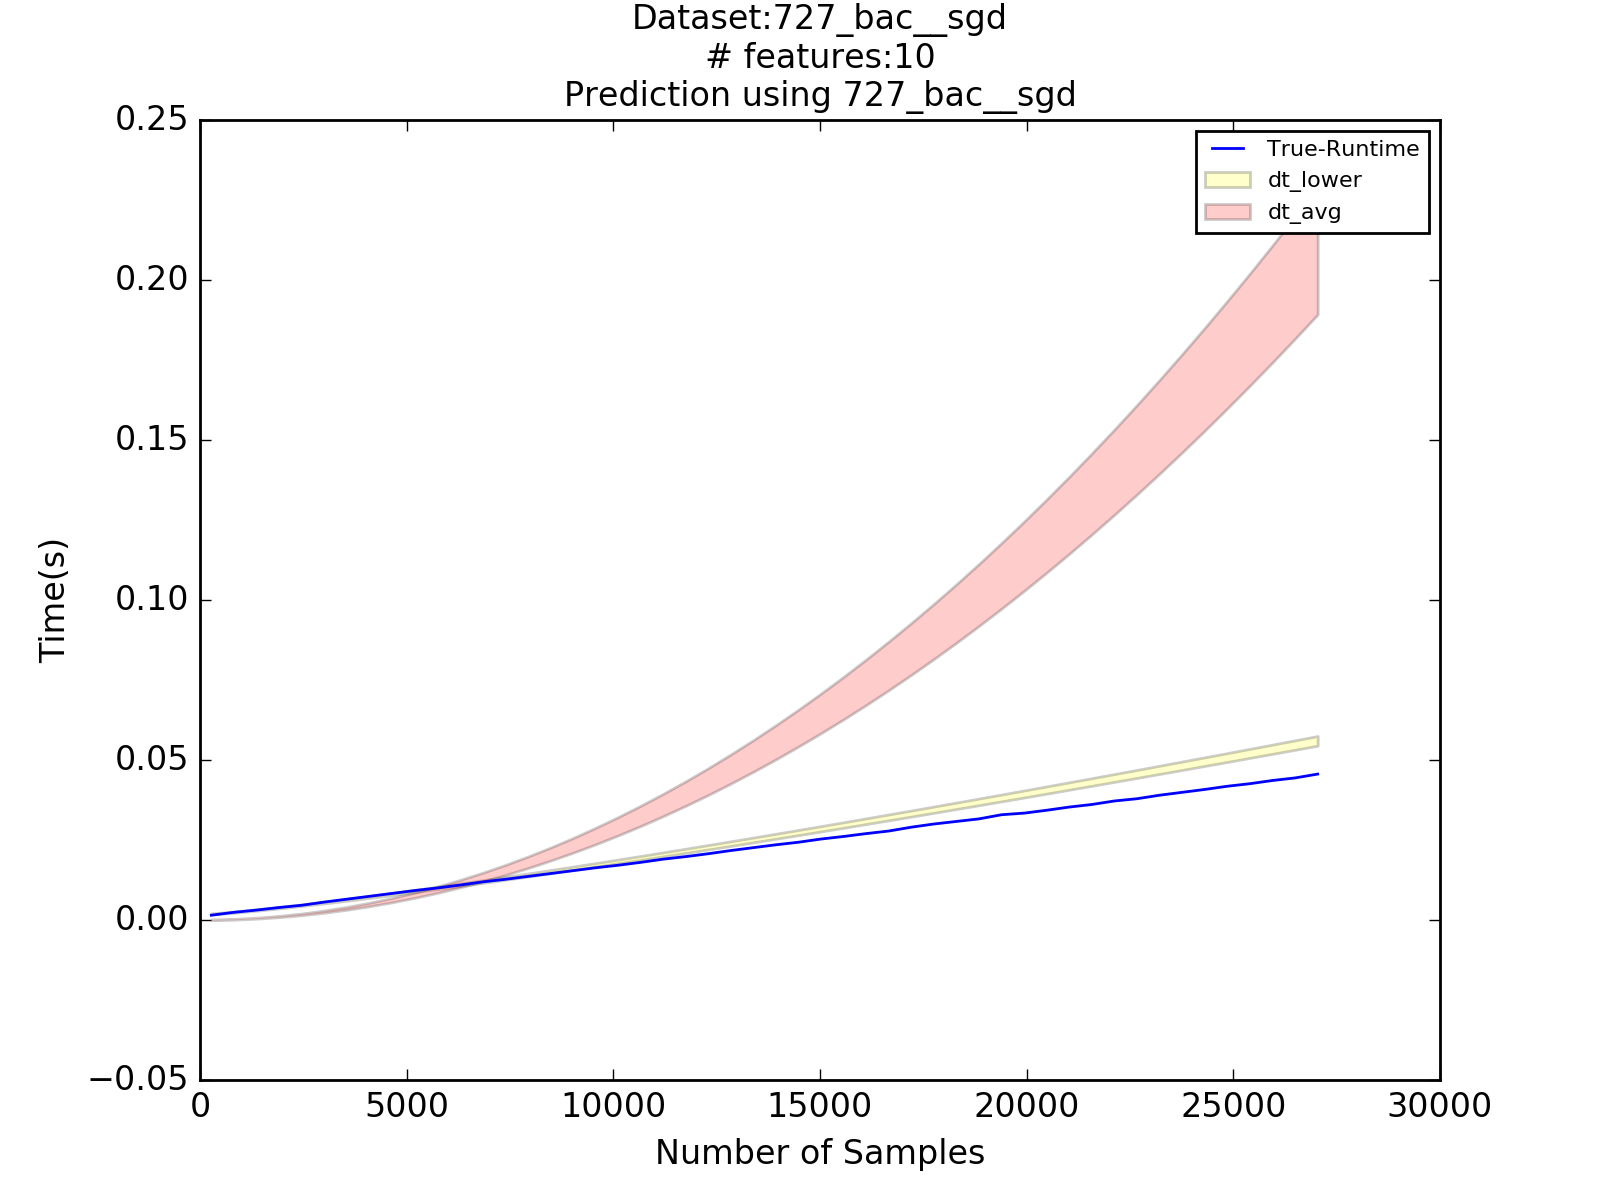 Dataset:727_bac__sgd
# features:10
Prediction using 727_bac__sgd
0.25
0.20
0.15
0.10
0.05
0.00
−0.05
Time(s)
True-Runtime
dt_lower
dt_avg
0 5000 10000 15000 20000 25000 30000
Number of Samples